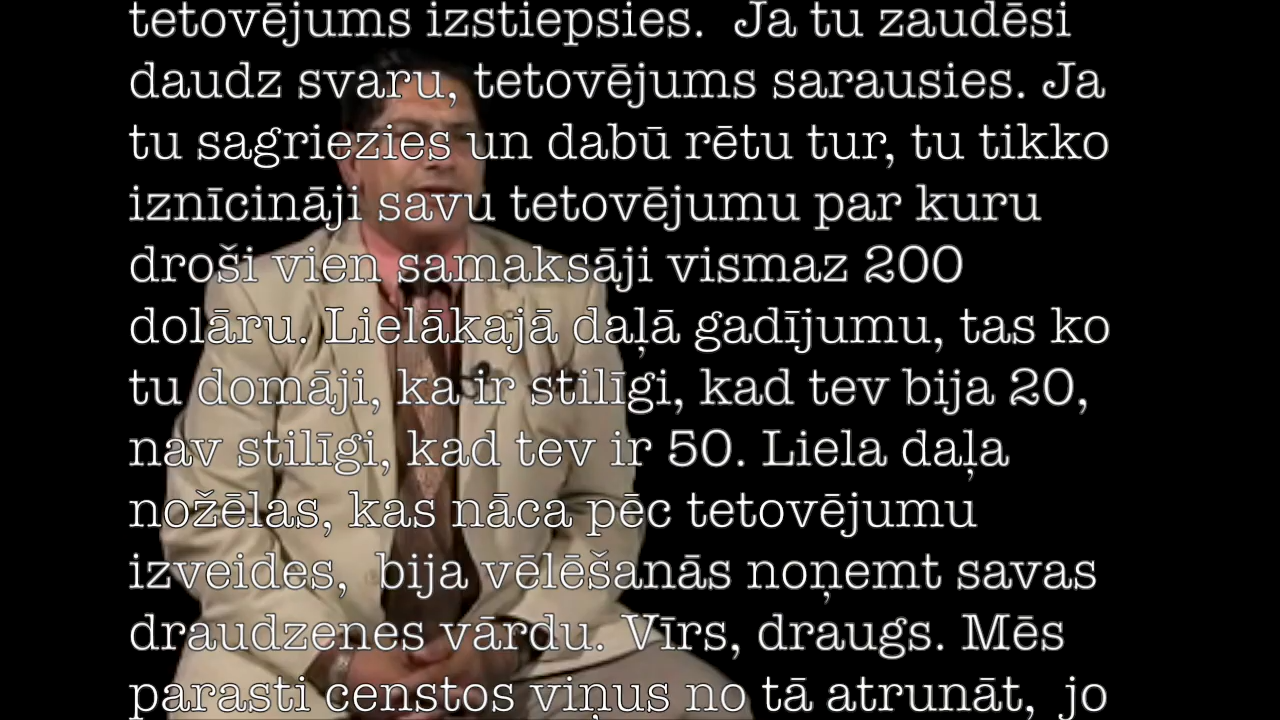 tetovējums izstiepsies.  Ja tu zaudēsi
daudz svaru, tetovējums sarausies. Ja
tu sagriezies un dabū rētu tur, tu tikko
iznīcināji savu tetovējumu par kuru
droši vien samaksāji vismaz 200
dolāru. Lielākajā daļā gadījumu, tas ko
tu domāji, ka ir stilīgi, kad tev bija 20,
nav stilīgi, kad tev ir 50. Liela daļa
nožēlas, kas nāca pēc tetovējumu
izveides,  bija vēlēšanās noņemt savas
draudzenes vārdu. Vīrs, draugs. Mēs
parasti censtos viņus no tā atrunāt,  jo